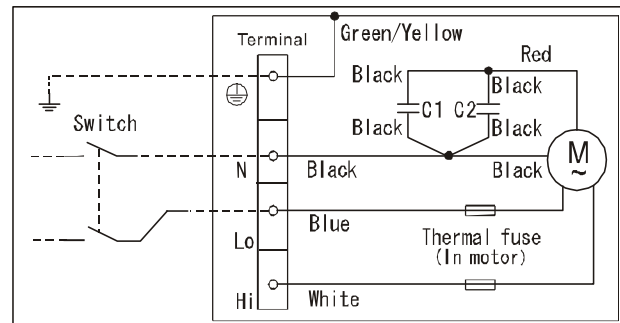 Terminal
Green/Yellow
Red
Black
Black
C1
C2
Black
Black
Switch
N
Black
Black
M
~
Lo
Blue
Thermal fuse
(In motor)
Hi
White